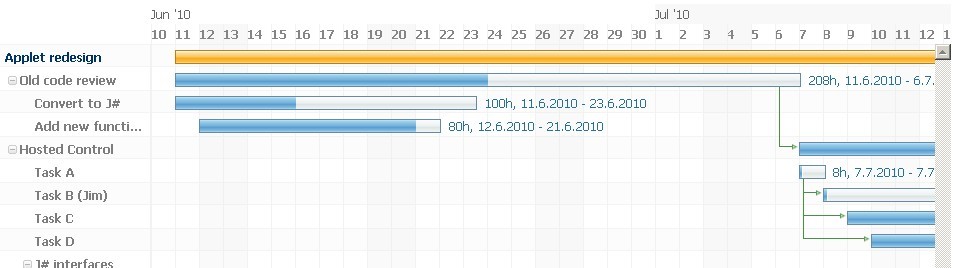 Jun '10 Jul '10
10 11 12 13 14 15 16 17 18 19 20 21 22 23 24 25 26 27 28 29 30 1 2 3 4 5 6 7 8 9 10 11 12 1
Applet redesign
Old code review 208h, 11.6.2010 - 6.7.
Convert to J# 100h, 11.6.2010 - 23.6.2010
Add new functi... 80h, 12.6.2010 - 21.6.2010
Hosted Control
Task A 8h, 7.7.2010 - 7.7
Task B (Jim)
Task C
Task D
J# interfaces